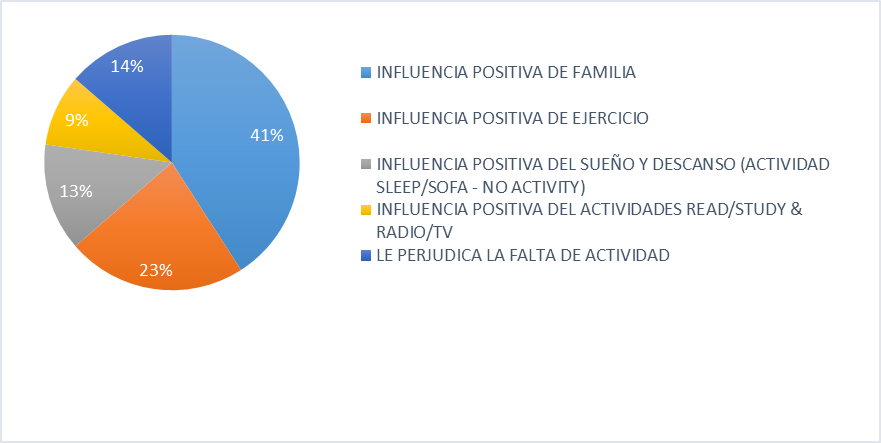 14%
9%
41%
13%
23%
INFLUENCIA POSITIVA DE FAMILIA
INFLUENCIA POSITIVA DE EJERCICIO
INFLUENCIA POSITIVA DEL SUEÑO Y DESCANSO (ACTIVIDAD
SLEEP/SOFA - NO ACTIVITY)
INFLUENCIA POSITIVA DEL ACTIVIDADES READ/STUDY &
RADIO/TV
LE PERJUDICA LA FALTA DE ACTIVIDAD